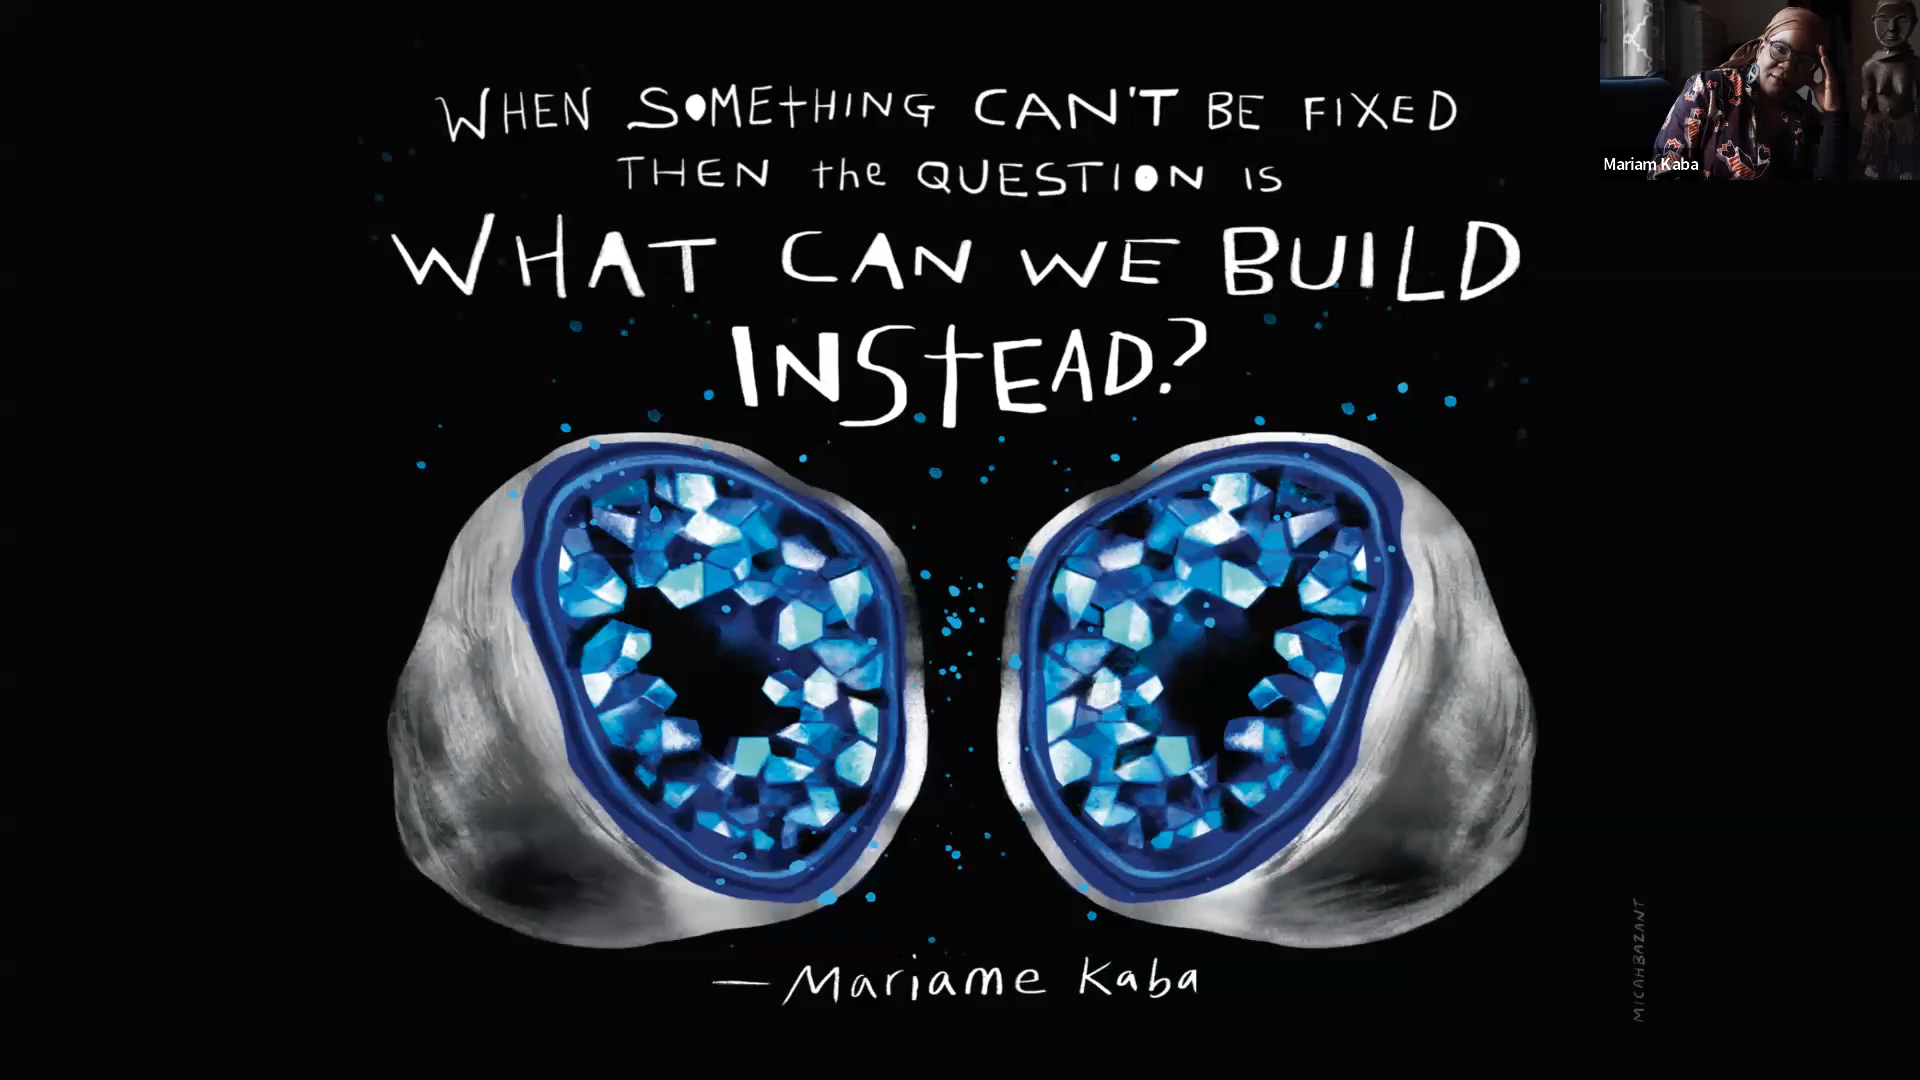 WHEN SOMEtHING CAN'T BE FIXED
THEN the QUESTION IS
WHAT CAN WE BUILD
INStEAD?
— Mariame Kaba
MICAHBAZANT
Mariam Kaba